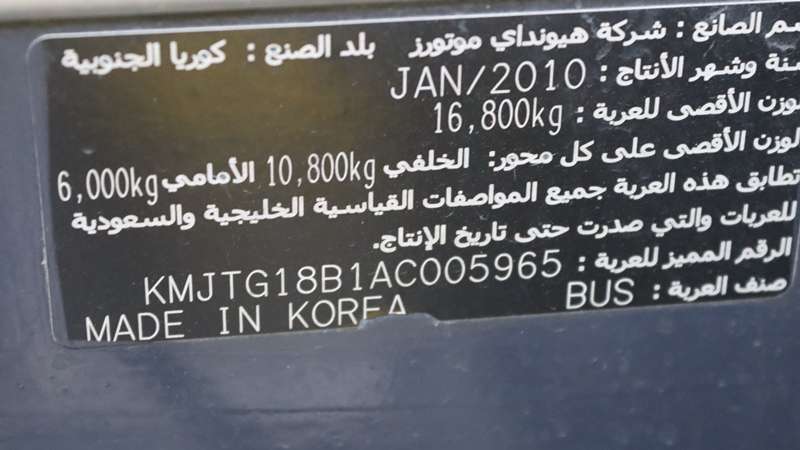 اسم الصانع : شركة هيونداي موتورز بلد الصنع : كوريا الجنوبية
سنة وشهر الأنتاج : JAN/2010
الوزن الأقصى للعربة : 16,800kg
الوزن الأقصى على كل محور: الخلفي 10,800kg الأمامي 6,000kg
تطابق هذه العربة جميع المواصفات القياسية الخليجية والسعودية
للعربات والتي صدرت حتى تاريخ الإنتاج.
الرقم المميز للعربة : KMJTG18B1AC005965
صنف العربة : BUS
MADE IN KOREA